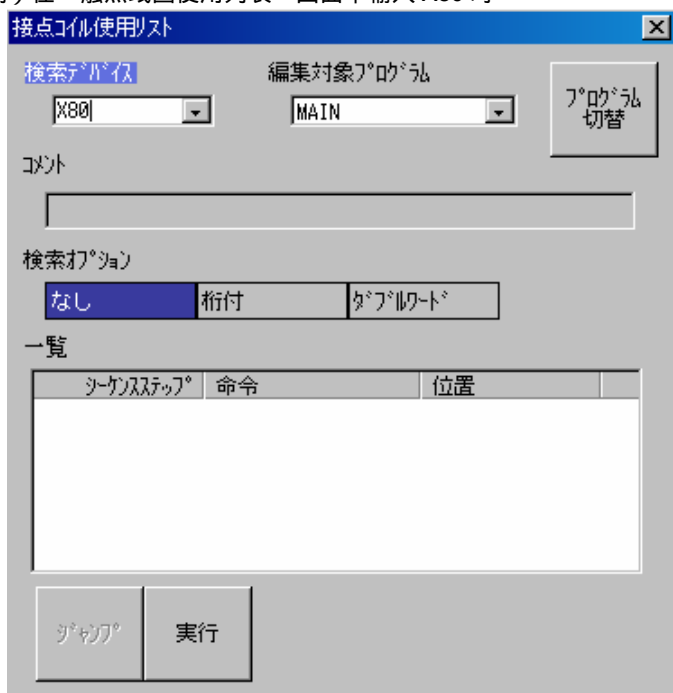 接点ｺｲﾙ使用ﾘｽﾄ
検索ﾃﾞﾊﾞｲｽ
編集対象ﾌﾟﾛｸﾞﾗﾑ
X80
MAIN
ﾌﾟﾛｸﾞﾗﾑ
切替
ｺﾒﾝﾄ
検索ｵﾌﾟｼｮﾝ
なし 桁付 ﾀﾞﾌﾞﾙﾜｰﾄﾞ
一覧
ｼｰｹﾝｽｽﾃｯﾌﾟ 命令 位置
ｼﾞｬﾝﾌﾟ 実行